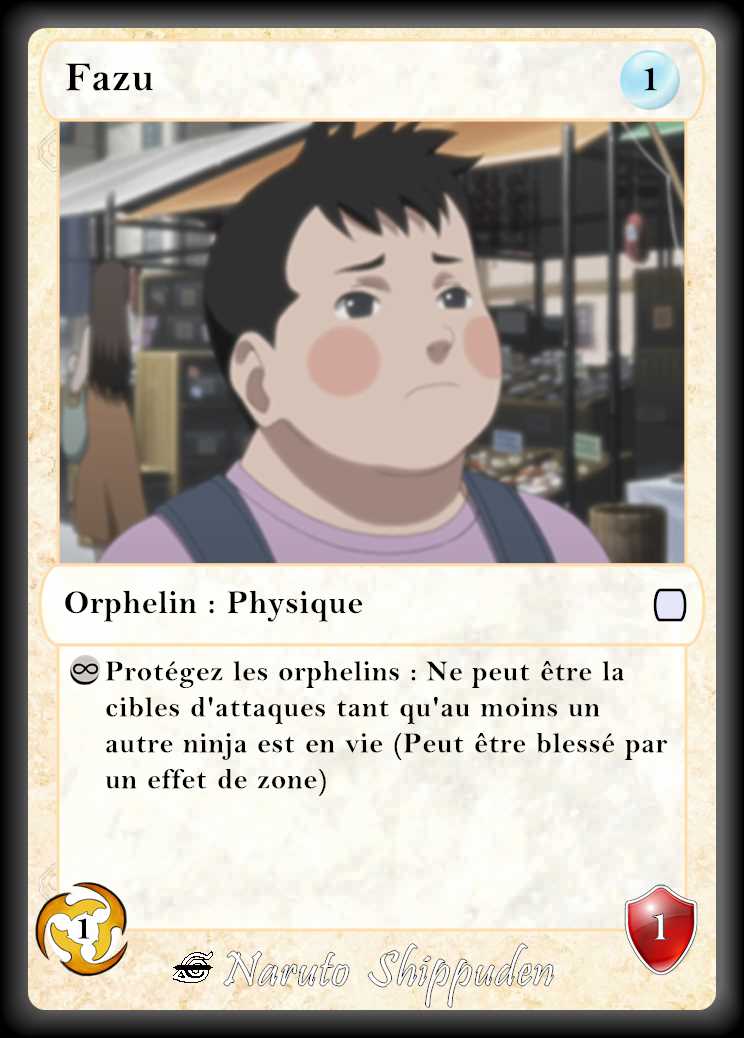 Fazu
1
Orphelin : Physique
∞ Protégez les orphelins : Ne peut être la
cibles d'attaques tant qu'au moins un
autre ninja est en vie (Peut être blessé par
un effet de zone)
1
1
Naruto Shippuden